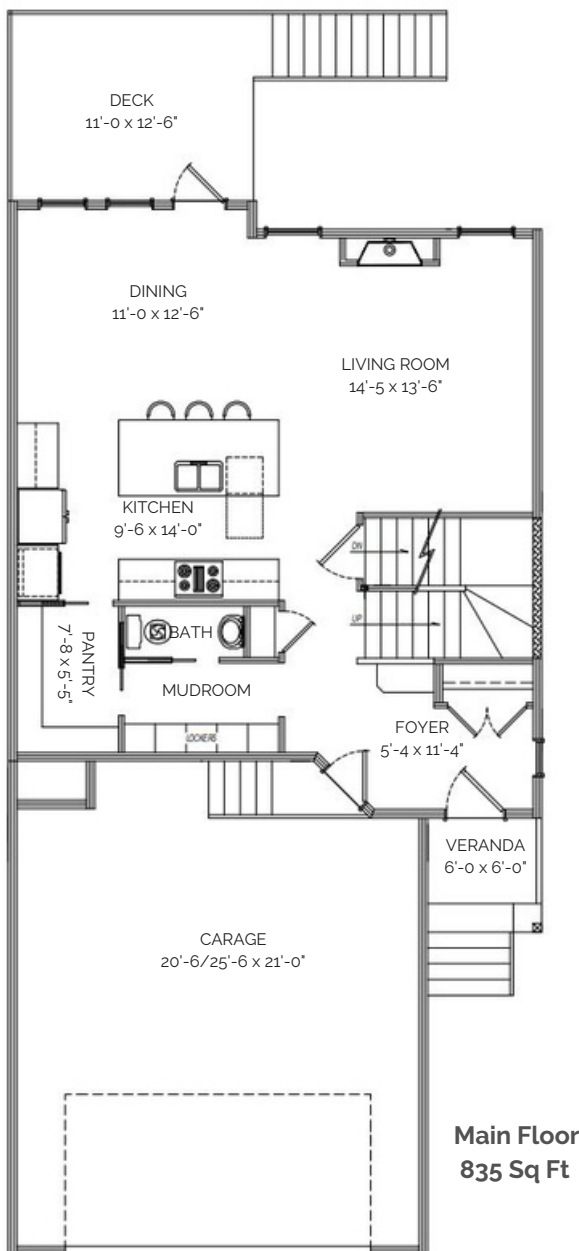 DECK
11'-0 x 12'-6"
DINING
11'-0 x 12'-6"
LIVING ROOM
14'-5 x 13'-6"
KITCHEN
9'-6 x 14'-0"
DN
UP
BATH
PANTRY
7'-8 x 5'-5"
MUDROOM
LOCKERS
FOYER
5'-4 x 11'-4"
VERANDA
6'-0 x 6'-0"
CARAGE
20'-6/25'-6 x 21'-0"
Main Floor
835 Sq Ft